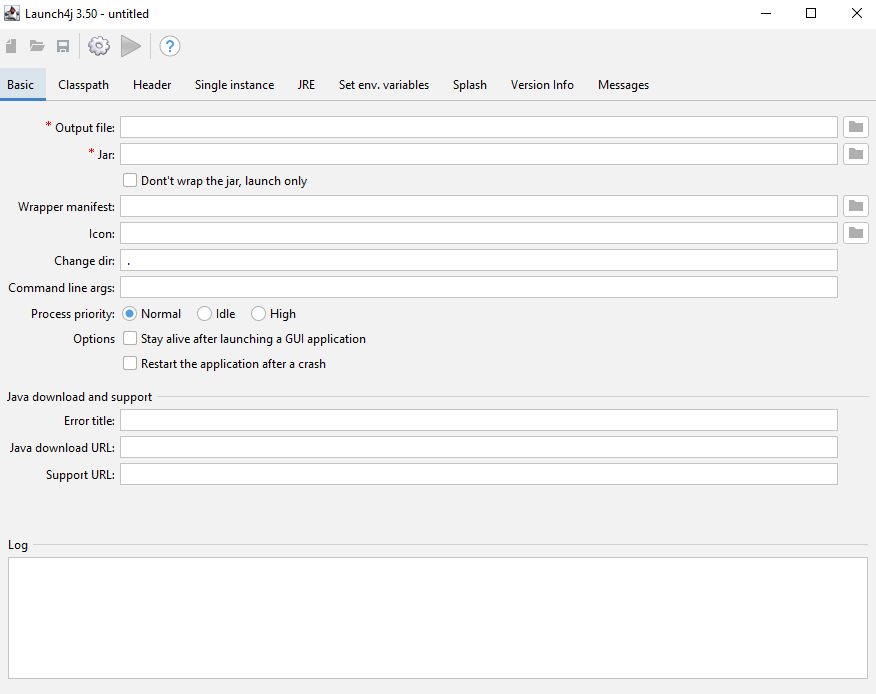 Launch4j 3.50 - untitled
?
Basic Classpath Header Single instance JRE Set env. variables Splash Version Info Messages
* Output file:
* Jar:
Don't wrap the jar, launch only
Wrapper manifest:
Icon:
Change dir: .
Command line args:
Process priority: Normal Idle High
Options Stay alive after launching a GUI application
Restart the application after a crash
Java download and support
Error title:
Java download URL:
Support URL:
Log